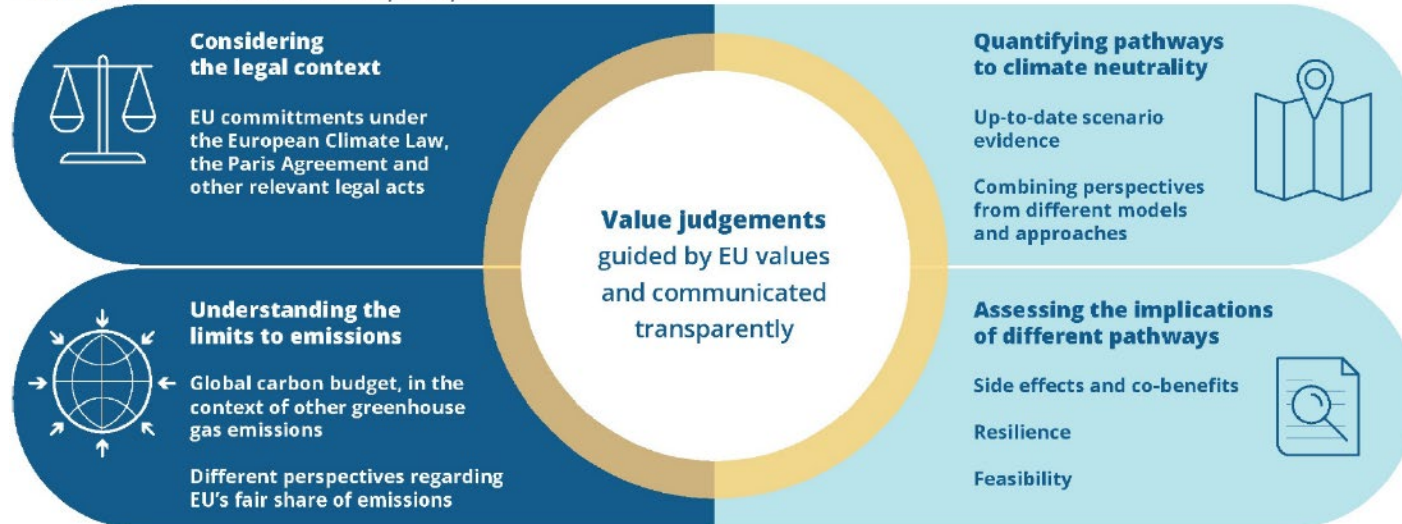 Considering
the legal context
EU committments under
the European Climate Law,
the Paris Agreement and
other relevant legal acts
Understanding the
limits to emissions
Global carbon budget, in the
context of other greenhouse
gas emissions
Different perspectives regarding
EU's fair share of emissions
Value judgements
guided by EU values
and communicated
transparently
Quantifying pathways
to climate neutrality
Up-to-date scenario
evidence
Combining perspectives
from different models
and approaches
Assessing the implications
of different pathways
Side effects and co-benefits
Resilience
Feasibility